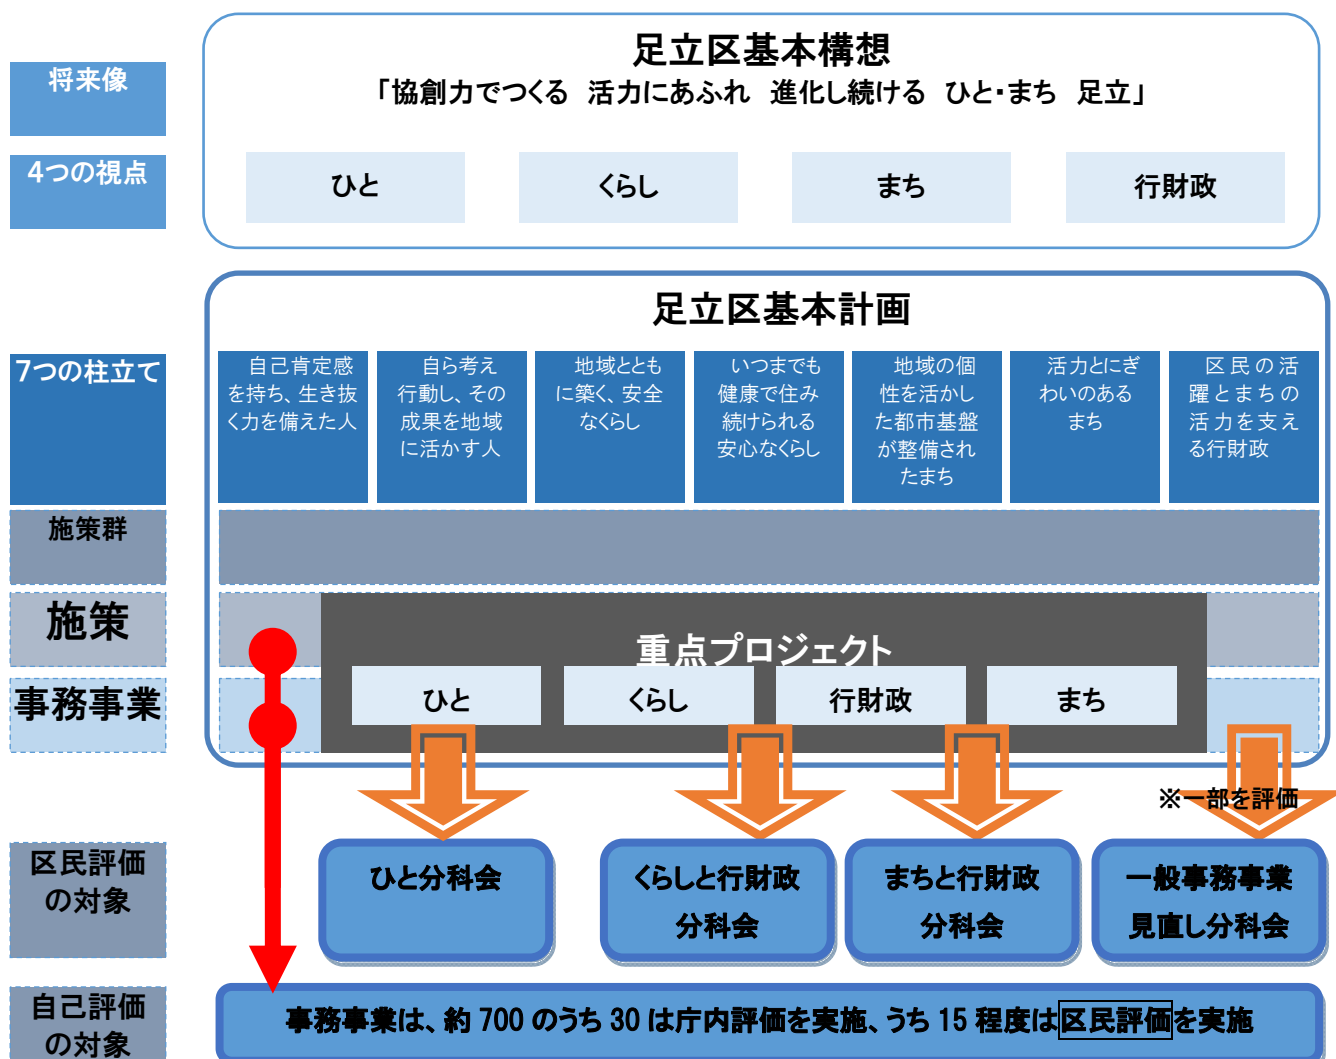 足立区基本構想
「協創力でつくる 活力にあふれ 進化し続ける ひと・まち 足立」
将来像
4つの視点
ひと
くらし
まち
行財政
足立区基本計画
7つの柱立て
自己肯定感
を持ち、生き抜
く力を備えた人
自ら考え
行動し、その
成果を地域
に活かす人
地域ととも
に築く、安全
なくらし
いつまでも
健康で住み
続けられる
安心なくらし
地域の個
性を活かし
た都市基盤
が整備され
たまち
活力とにぎ
わいのある
まち
区民の活
躍とまちの
活力を支え
る行財政
施策群
施策
重点プロジェクト
事務事業
ひと
くらし
行財政
まち
※一部を評価
区民評価
の対象
ひと分科会
くらしと行財政
分科会
まちと行財政
分科会
一般事務事業
見直し分科会
自己評価
の対象
事務事業は、約 700 のうち 30 は庁内評価を実施、うち 15 程度は区民評価を実施